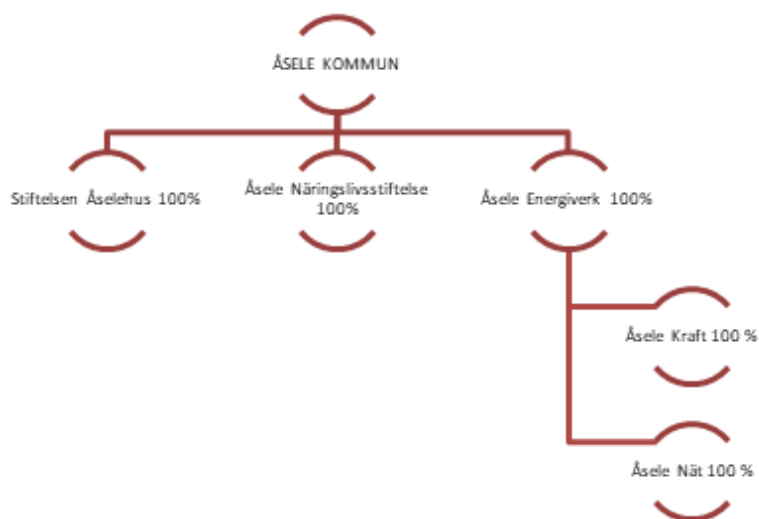 ÅSELE KOMMUN
Stiftelsen Åselehus 100%
Åsele Näringslivsstiftelse
100%
Åsele Energiverk 100%
Åsele Kraft 100 %
Åsele Nät 100 %